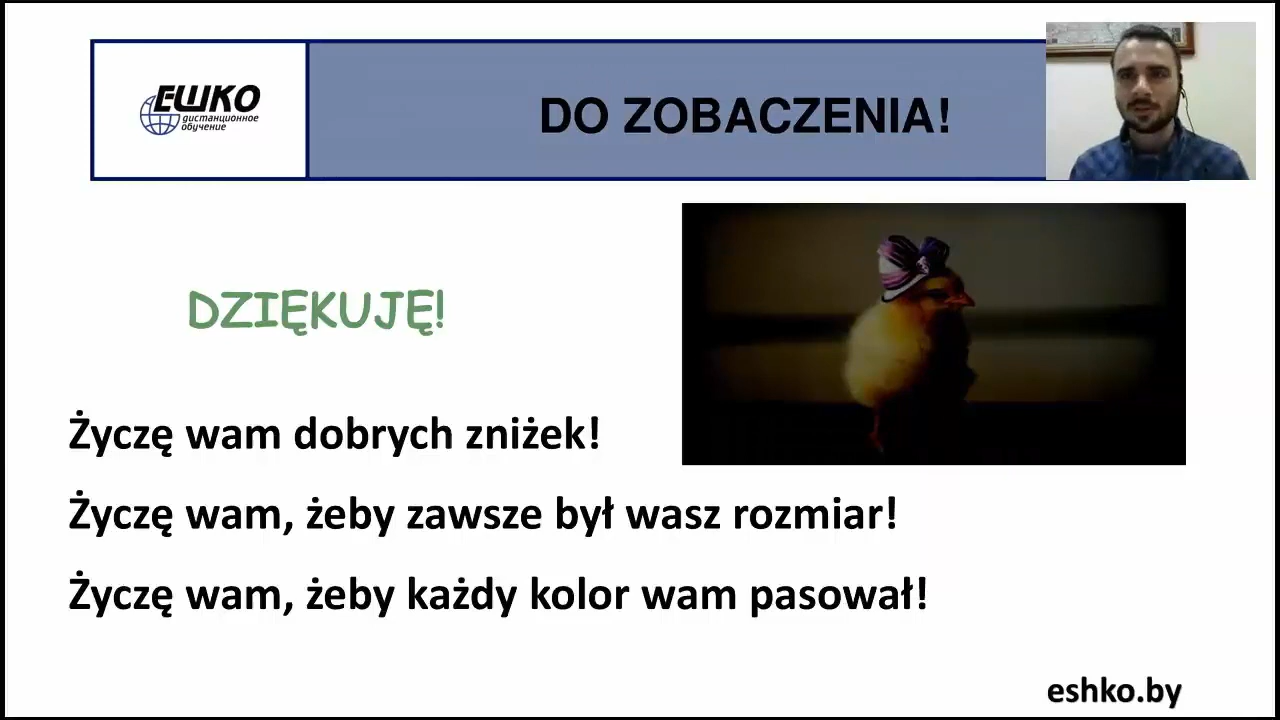 ЕШКО
дистанционное
обучение
DO ZOBACZENIA!
DZIĘKUJĘ!
Życzę wam dobrych zniżek!
Życzę wam, żeby zawsze był wasz rozmiar!
Życzę wam, żeby każdy kolor wam pasował!
eshko.by